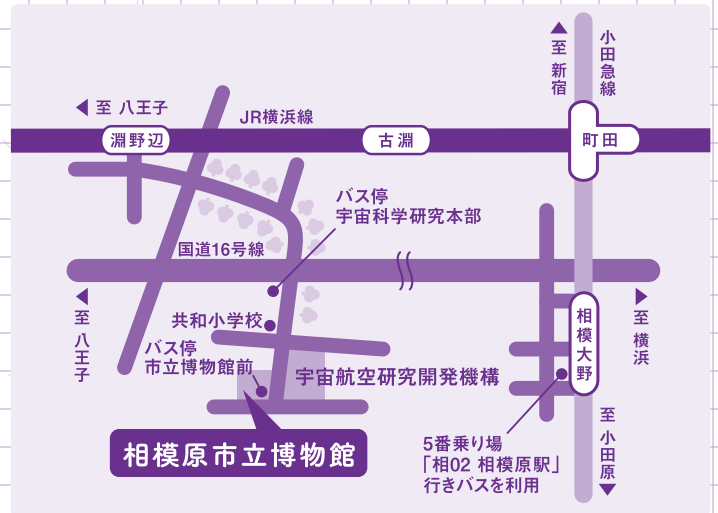 至 新宿
小田急線
至 八王子
JR横浜線
淵野辺
古淵
町田
バス停
宇宙科学研究本部
国道16号線
至 八王子
至 横浜
共和小学校
相模大野
バス停
市立博物館前
宇宙航空研究開発機構
至 小田原
5番乗り場
「相02 相模原駅」
行きバスを利用
相模原市立博物館